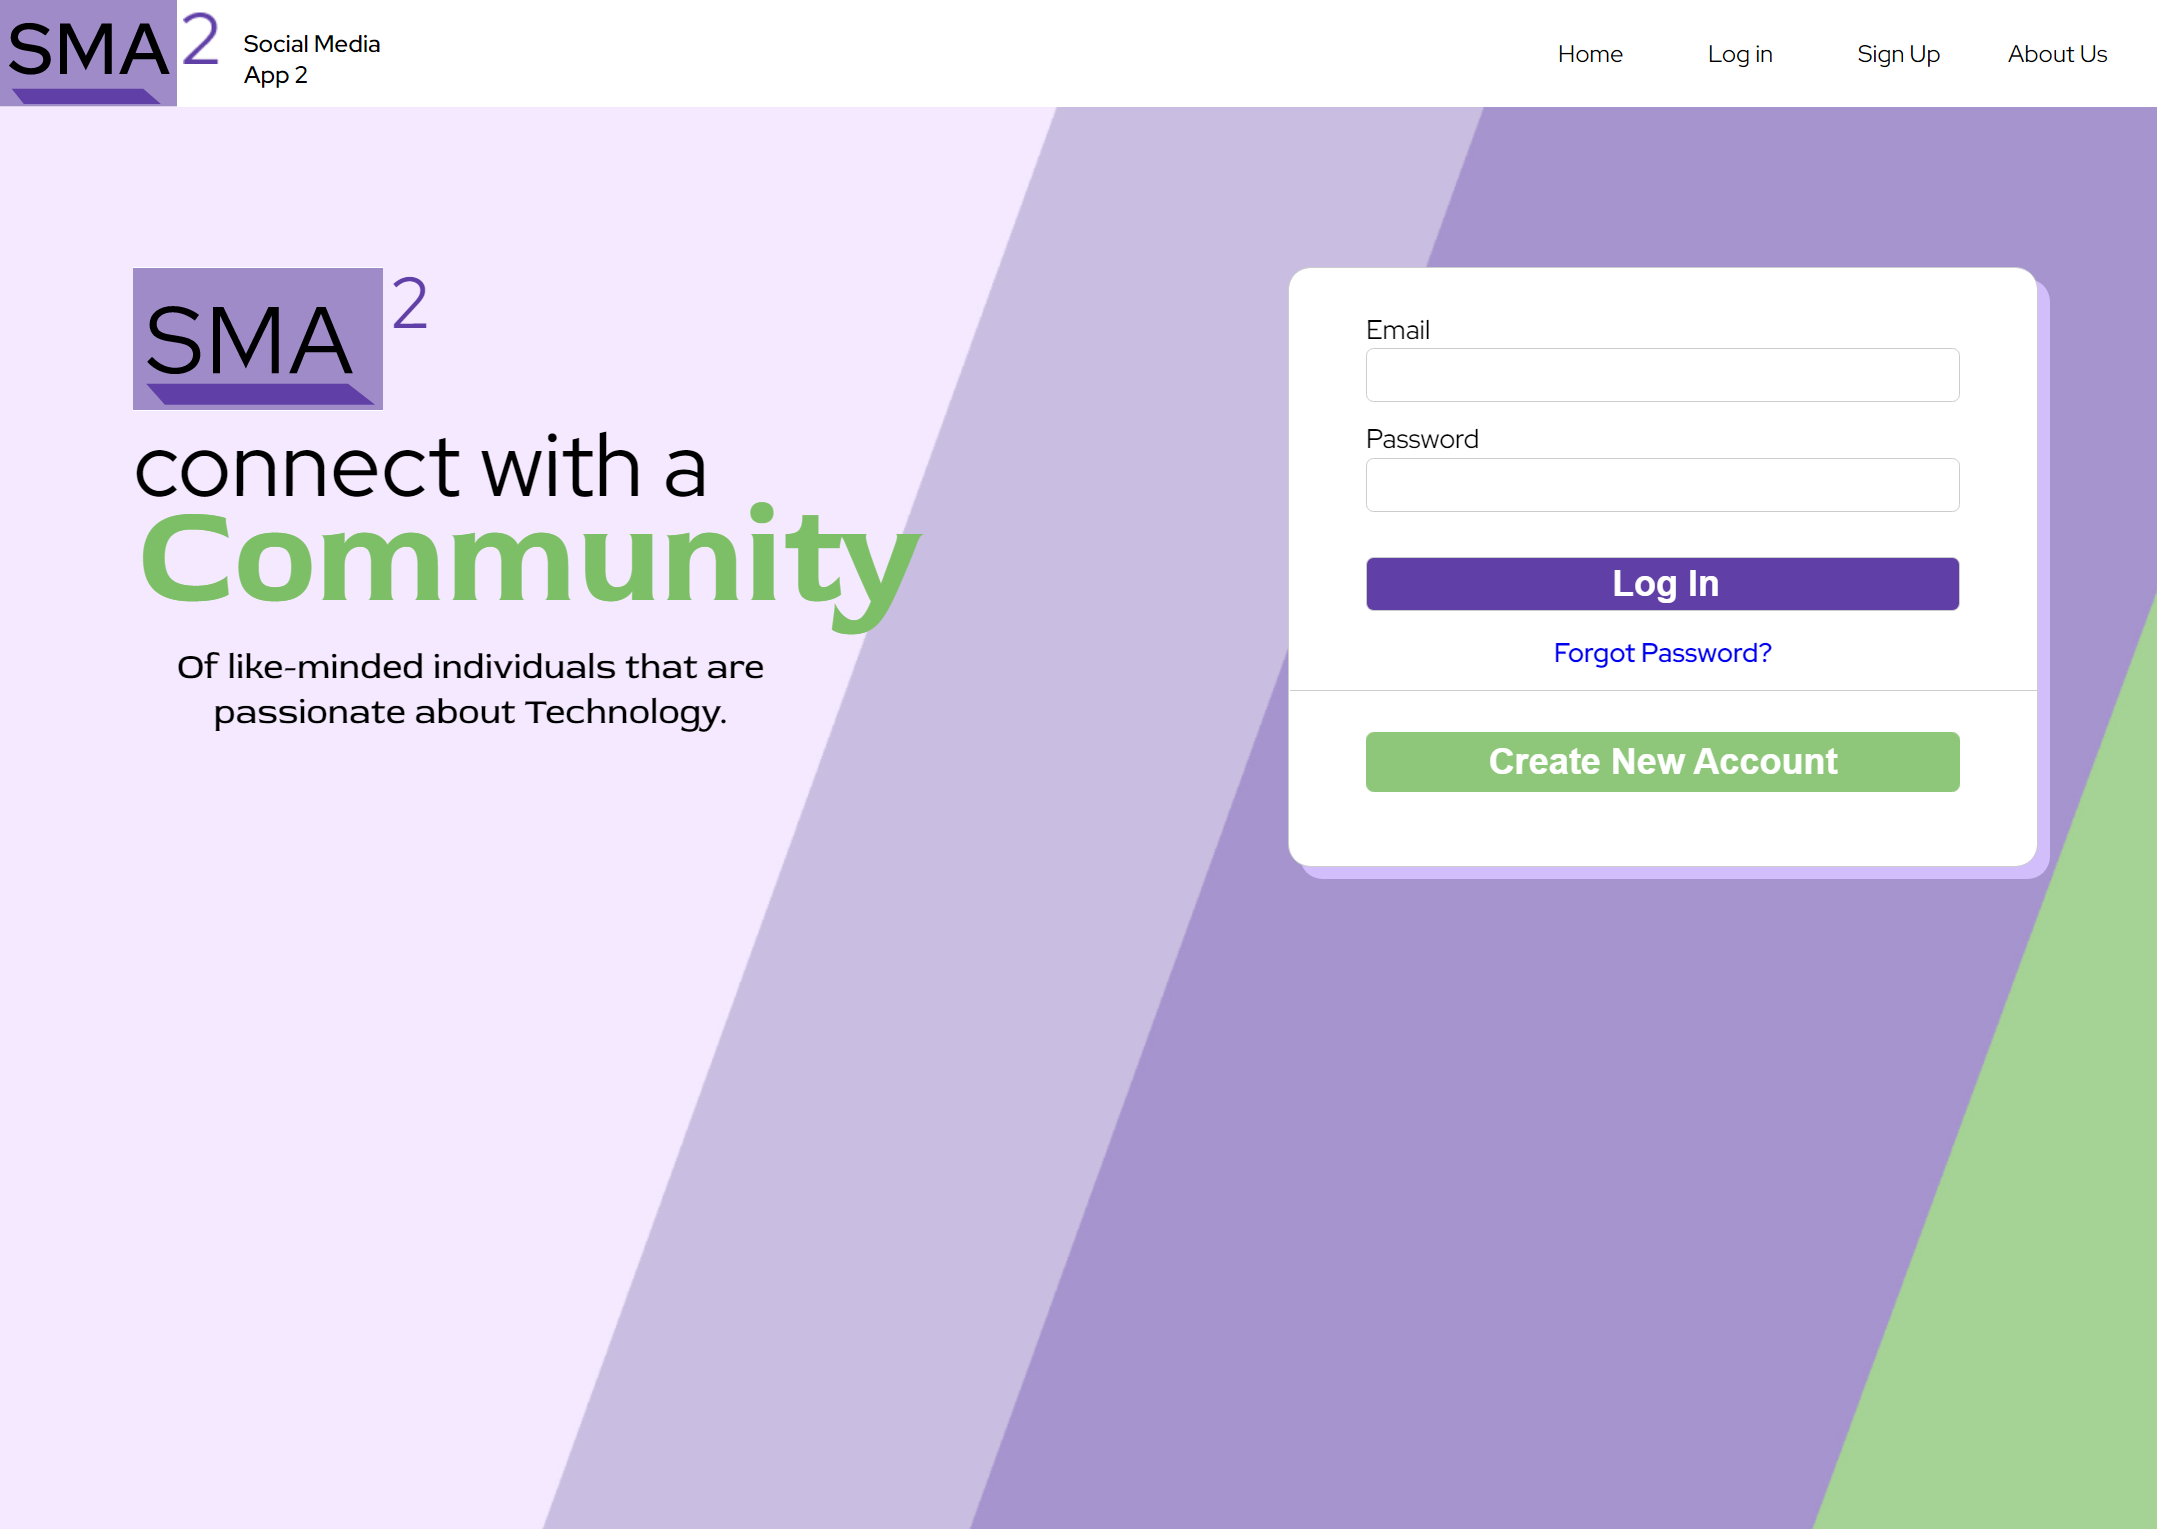 SMA 2
Social Media
App 2
Home
Log in
Sign Up
About Us
SMA 2
connect with a
Community
Of like-minded individuals that are
passionate about Technology.
Email
Password
Log In
Forgot Password?
Create New Account